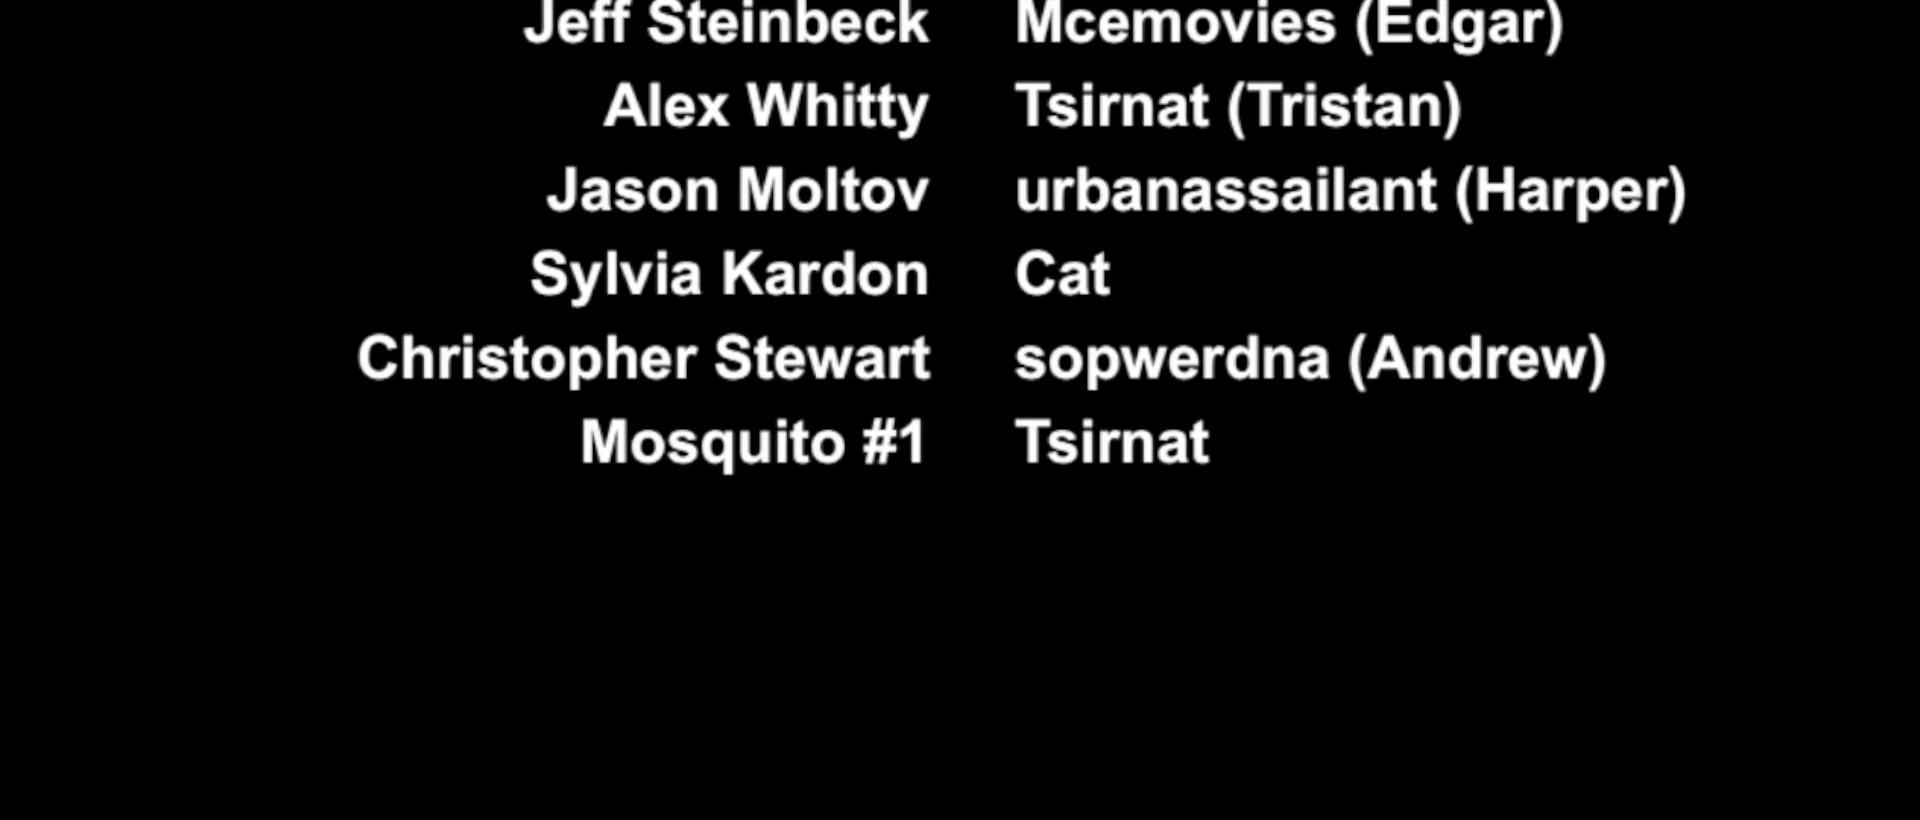 Jeff Steinbeck Mcemovies (Edgar)
Alex Whitty Tsirnat (Tristan)
Jason Moltov urbanassailant (Harper)
Sylvia Kardon Cat
Christopher Stewart sopwerdna (Andrew)
Mosquito #1 Tsirnat